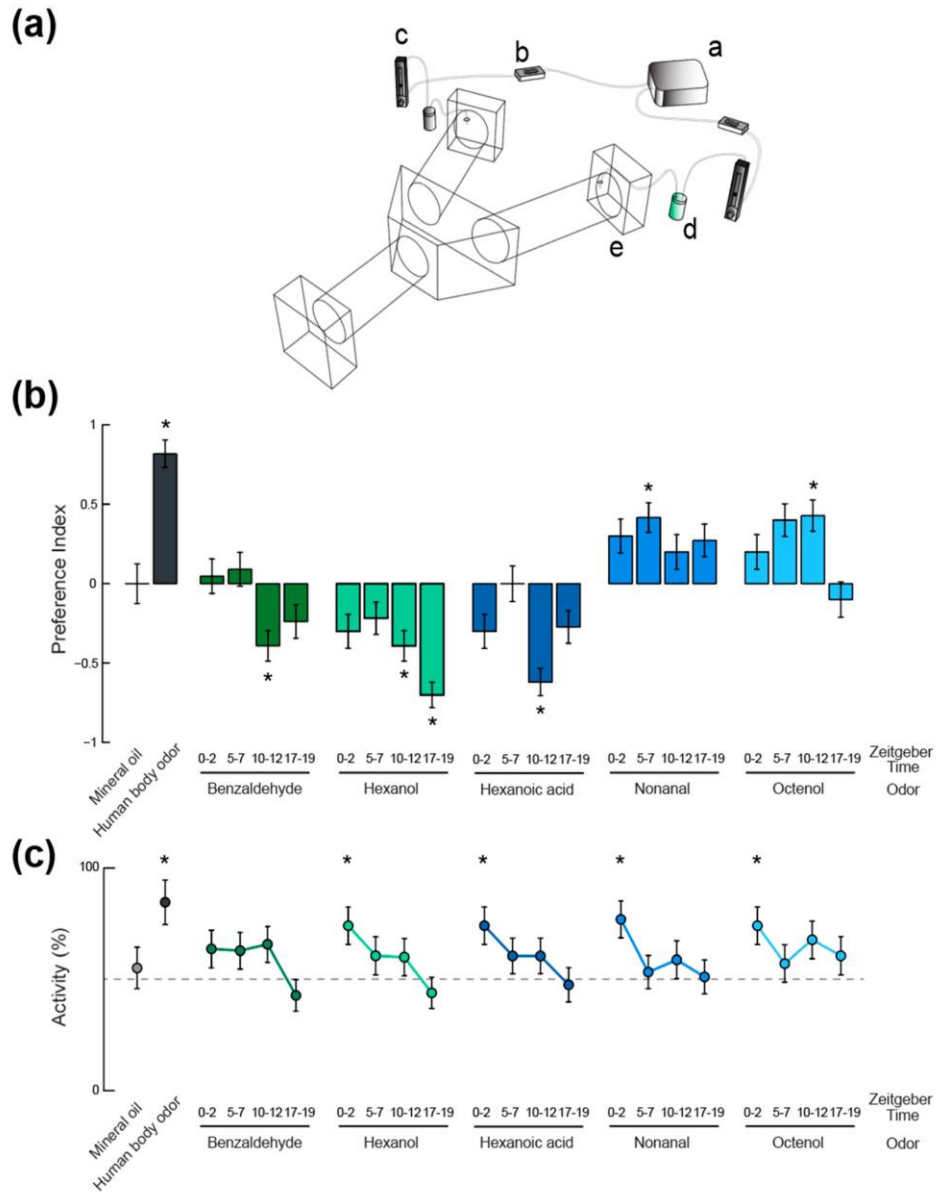 (a)
c
b
a
d
e
(b)
Preference Index
1
0.5
0
−0.5
−1
*
*
*
*
*
*
*
Mineral oil
Human body odor
0-2 5-7 10-12 17-19
0-2 5-7 10-12 17-19
0-2 5-7 10-12 17-19
0-2 5-7 10-12 17-19
0-2 5-7 10-12 17-19
Zeitgeber
Time
Benzaldehyde
Hexanol
Hexanoic acid
Nonanal
Octenol
Odor
(c)
Activity (%)
100
0
*
*
*
*
*
Mineral oil
Human body odor
0-2 5-7 10-12 17-19
0-2 5-7 10-12 17-19
0-2 5-7 10-12 17-19
0-2 5-7 10-12 17-19
0-2 5-7 10-12 17-19
Zeitgeber
Time
Benzaldehyde
Hexanol
Hexanoic acid
Nonanal
Octenol
Odor